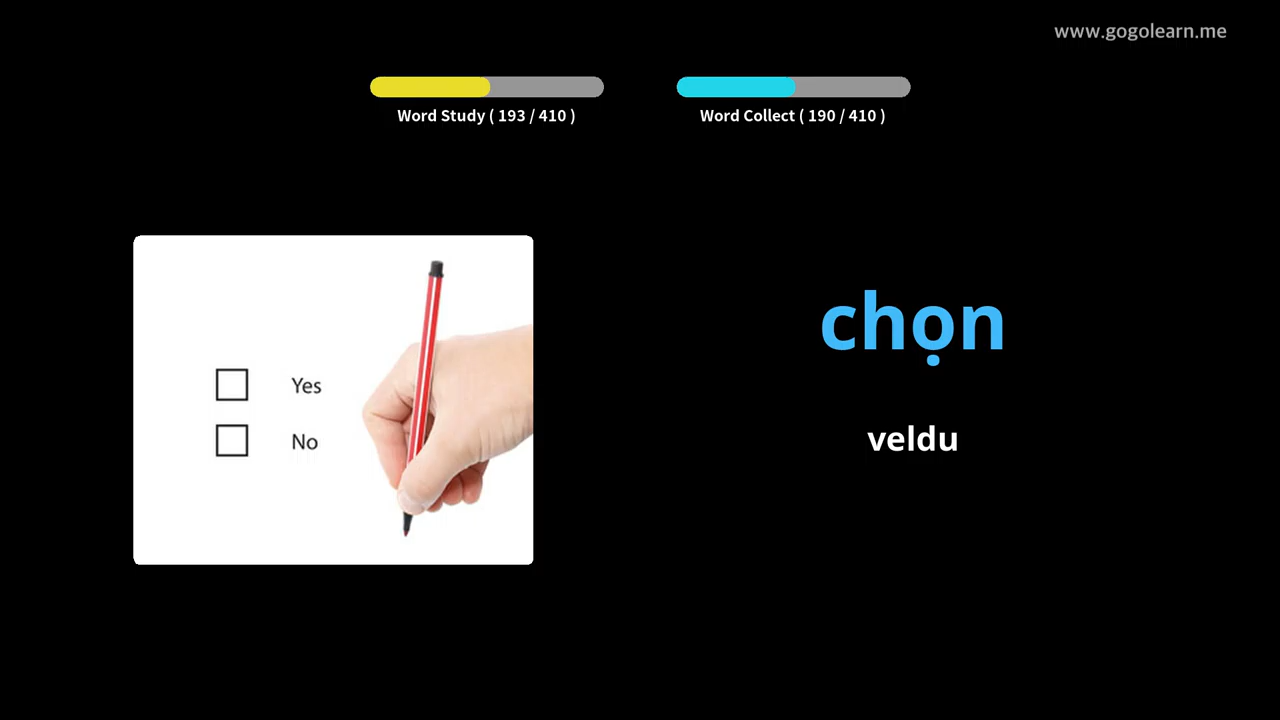 www.gogolearn.me
Word Study ( 193 / 410 )
Word Collect ( 190 / 410 )
Yes
No
chọn
veldu